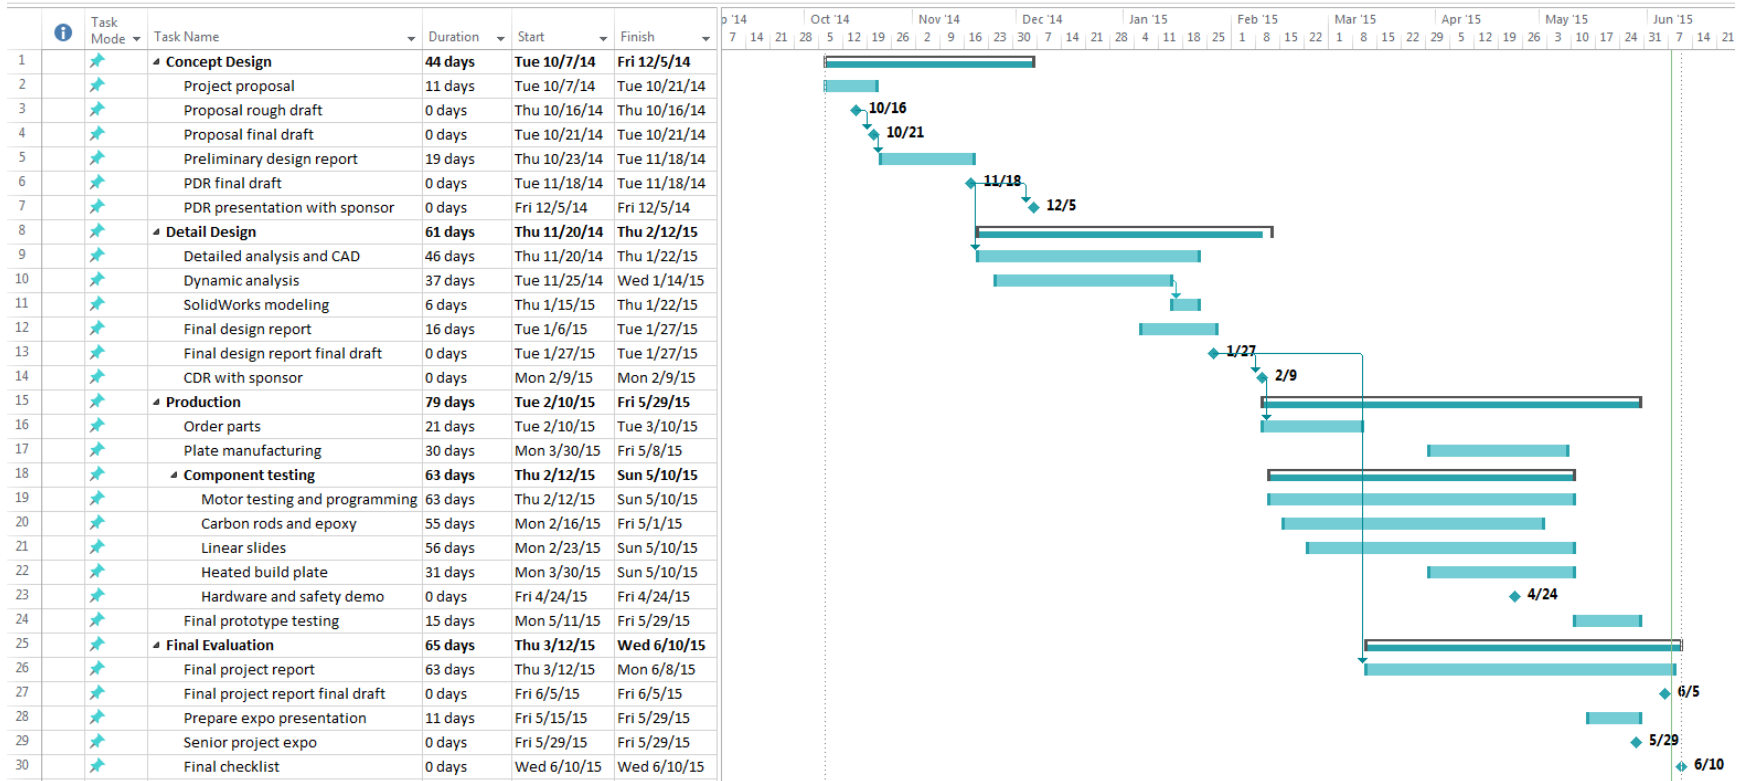 Task Mode Task Name Duration Start Finish
'14 Oct '14 Nov '14 Dec '14 Jan '15 Feb '15 Mar '15 Apr '15 May '15 Jun '15
7 14 21 28 5 12 19 26 2 9 16 23 30 7 14 21 28 4 11 18 25 1 8 15 22 1 8 15 22 29 5 12 19 26 3 10 17 24 31 7 14 21
1 Concept Design 44 days Tue 10/7/14 Fri 12/5/14
2 Project proposal 11 days Tue 10/7/14 Tue 10/21/14
3 Proposal rough draft 0 days Thu 10/16/14 Thu 10/16/14 10/16
4 Proposal final draft 0 days Tue 10/21/14 Tue 10/21/14 10/21
5 Preliminary design report 19 days Thu 10/23/14 Tue 11/18/14
6 PDR final draft 0 days Tue 11/18/14 Tue 11/18/14 11/18
7 PDR presentation with sponsor 0 days Fri 12/5/14 Fri 12/5/14 12/5
8 Detail Design 61 days Thu 11/20/14 Thu 2/12/15
9 Detailed analysis and CAD 46 days Thu 11/20/14 Thu 1/22/15
10 Dynamic analysis 37 days Tue 11/25/14 Wed 1/14/15
11 SolidWorks modeling 6 days Thu 1/15/15 Thu 1/22/15
12 Final design report 16 days Tue 1/6/15 Tue 1/27/15
13 Final design report final draft 0 days Tue 1/27/15 Tue 1/27/15 1/27
14 CDR with sponsor 0 days Mon 2/9/15 Mon 2/9/15 2/9
15 Production 79 days Tue 2/10/15 Fri 5/29/15
16 Order parts 21 days Tue 2/10/15 Tue 3/10/15
17 Plate manufacturing 30 days Mon 3/30/15 Fri 5/8/15
18 Component testing 63 days Thu 2/12/15 Sun 5/10/15
19 Motor testing and programming 63 days Thu 2/12/15 Sun 5/10/15
20 Carbon rods and epoxy 55 days Mon 2/16/15 Fri 5/1/15
21 Linear slides 56 days Mon 2/23/15 Sun 5/10/15
22 Heated build plate 31 days Mon 3/30/15 Sun 5/10/15
23 Hardware and safety demo 0 days Fri 4/24/15 Fri 4/24/15 4/24
24 Final prototype testing 15 days Mon 5/11/15 Fri 5/29/15
25 Final Evaluation 65 days Thu 3/12/15 Wed 6/10/15
26 Final project report 63 days Thu 3/12/15 Mon 6/8/15
27 Final project report final draft 0 days Fri 6/5/15 Fri 6/5/15 6/5
28 Prepare expo presentation 11 days Fri 5/15/15 Fri 5/29/15
29 Senior project expo 0 days Fri 5/29/15 Fri 5/29/15 5/29
30 Final checklist 0 days Wed 6/10/15 Wed 6/10/15 6/10